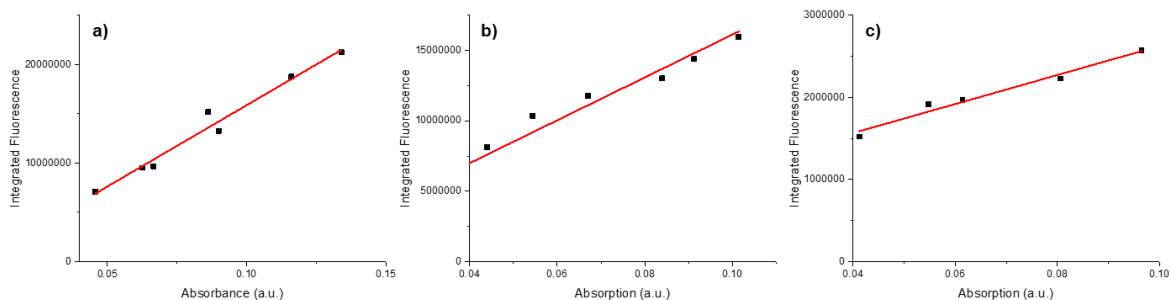 a)
20000000
10000000
0
0.05
0.10
0.15
Integrated Fluorescence
Absorbance (a.u.)
b)
15000000
10000000
5000000
0
0.04
0.06
0.08
0.10
Integrated Fluorescence
Absorption (a.u.)
c)
3000000
2000000
1000000
0
0.04
0.06
0.08
0.10
Integrated Fluorescence
Absorption (a.u.)